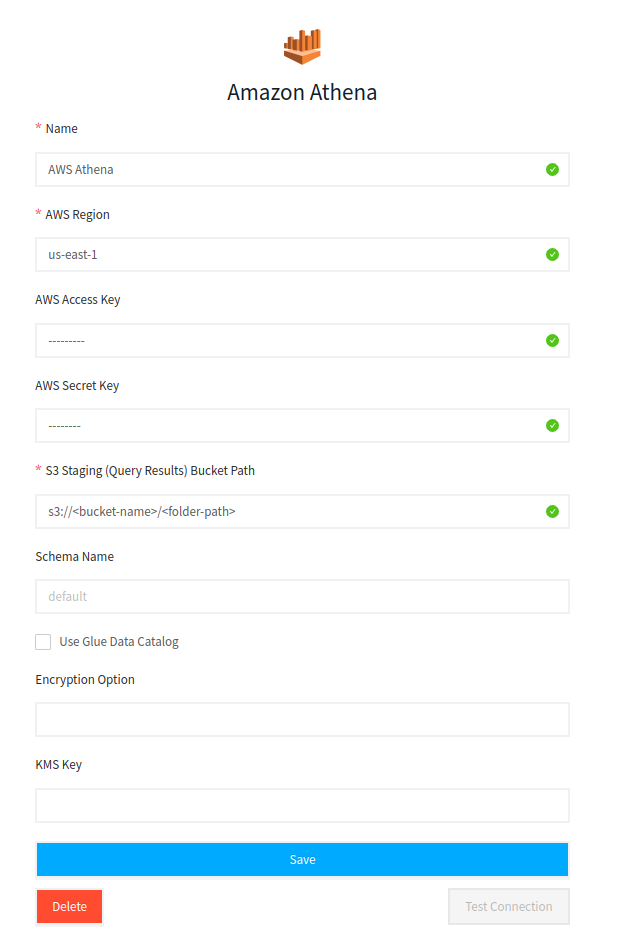 Amazon Athena
* Name
AWS Athena
* AWS Region
us-east-1
AWS Access Key
---------
AWS Secret Key
--------
* S3 Staging (Query Results) Bucket Path
s3://<bucket-name>/<folder-path>
Schema Name
default
Use Glue Data Catalog
Encryption Option
KMS Key
Save
Delete
Test Connection